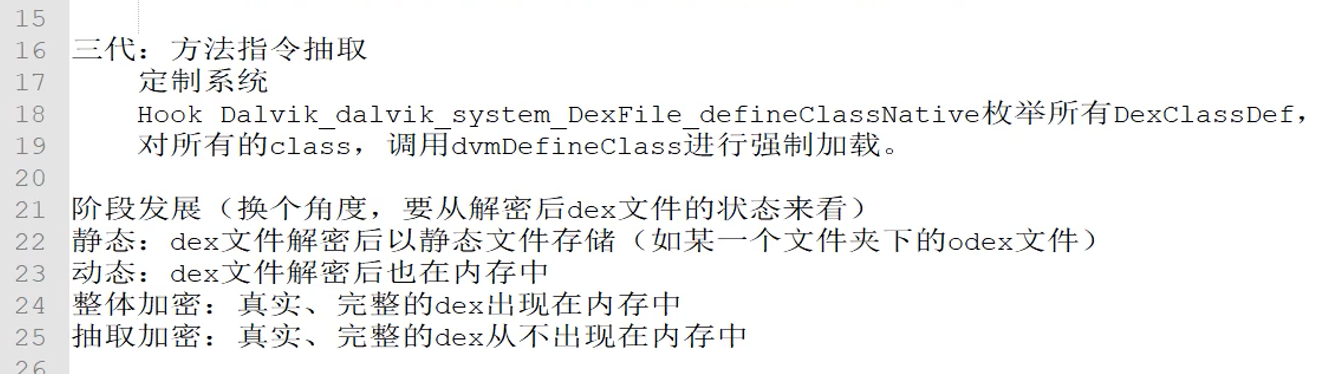 15
16 三代：方法指令抽取
17 定制系统
18 Hook Dalvik_dalvik_system_DexFile_defineClassNative枚举所有DexClassDef，
19 对所有的class，调用dvmDefineClass进行强制加载。
20
21 阶段发展（换个角度，要从解密后dex文件的状态来看）
22 静态：dex文件解密后以静态文件存储（如某一个文件夹下的odex文件）
23 动态：dex文件解密后也在内存中
24 整体加密：真实、完整的dex出现在内存中
25 抽取加密：真实、完整的dex从不出现在内存中
26